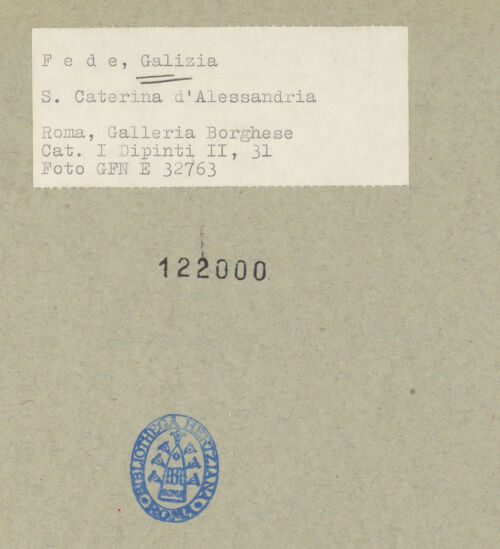 F e d e, Galizia
S. Caterina d'Alessandria
Roma, Galleria Borghese
Cat. I Dipinti II, 31
Foto GFN E 32763
122000
BIBLIOTHECA HERTZIANA
ROMA